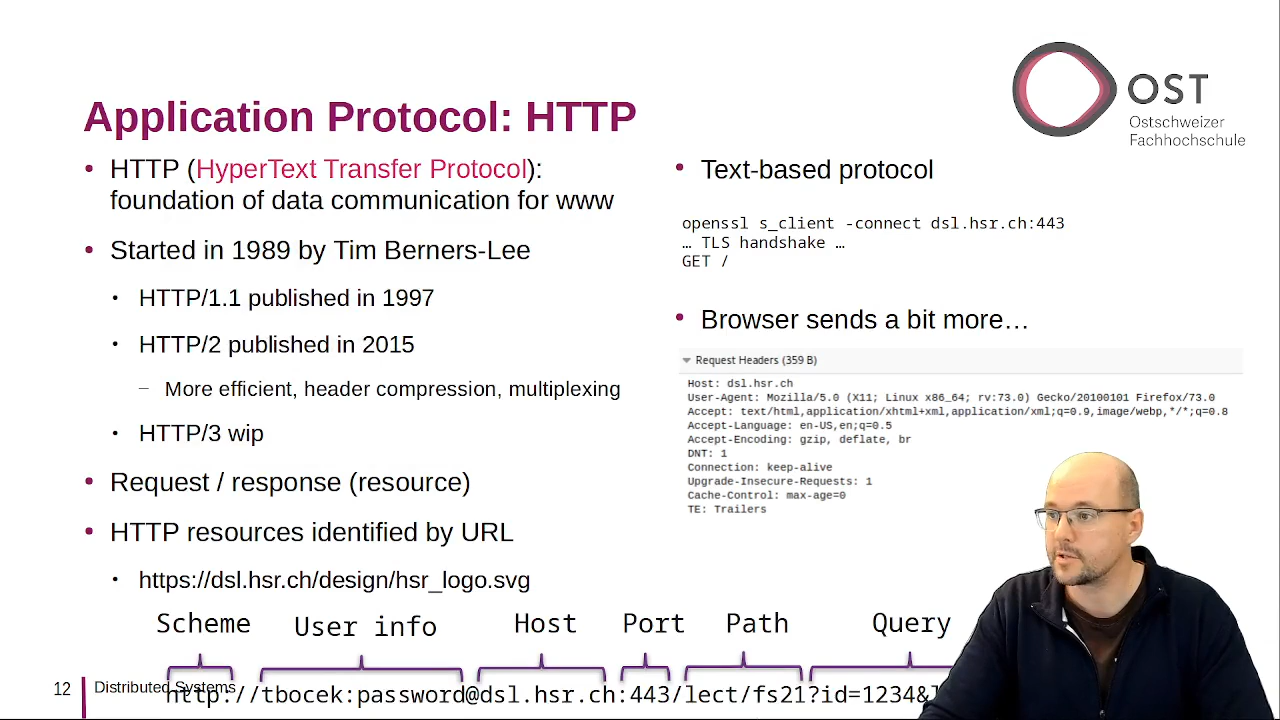 OST
Ostschweizer
Fachhochschule
Application Protocol: HTTP
• HTTP (HyperText Transfer Protocol):
foundation of data communication for www
• Started in 1989 by Tim Berners-Lee
• HTTP/1.1 published in 1997
• HTTP/2 published in 2015
– More efficient, header compression, multiplexing
• HTTP/3 wip
• Request / response (resource)
• HTTP resources identified by URL
• https://dsl.hsr.ch/design/hsr_logo.svg
• Text-based protocol
openssl s_client -connect dsl.hsr.ch:443
… TLS handshake …
GET /
• Browser sends a bit more…
Request Headers (359 B)
Host: dsl.hsr.ch
User-Agent: Mozilla/5.0 (X11; Linux x86_64; rv:73.0) Gecko/20100101 Firefox/73.0
Accept: text/html,application/xhtml+xml,application/xml;q=0.9,image/webp,*/*;q=0.8
Accept-Language: en-US,en;q=0.5
Accept-Encoding: gzip, deflate, br
DNT: 1
Connection: keep-alive
Upgrade-Insecure-Requests: 1
Cache-Control: max-age=0
TE: Trailers
Scheme User info Host Port Path Query
http://tbocek:password@dsl.hsr.ch:443/lect/fs21?id=1234&
12 Distributed Systems